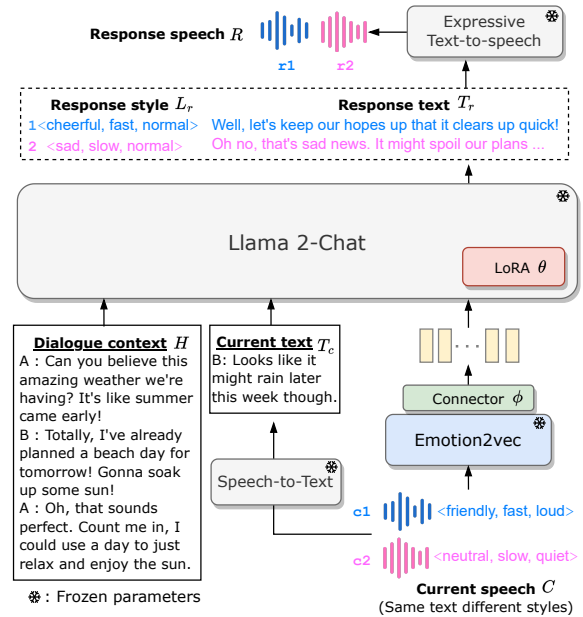 Expressive
Text-to-speech
Response speech R
r1
r2
Response style L_r
Response text T_r
1<cheerful, fast, normal>
Well, let's keep our hopes up that it clears up quick!
2 <sad, slow, normal>
Oh no, that's sad news. It might spoil our plans ...
Llama 2-Chat
LoRA θ
Dialogue context H
A : Can you believe this
amazing weather we're
having? It's like summer
came early!
B : Totally, I've already
planned a beach day for
tomorrow! Gonna soak
up some sun!
A : Oh, that sounds
perfect. Count me in, I
could use a day to just
relax and enjoy the sun.
Current text T_c
B: Looks like it
might rain later
this week though.
...
Connector ϕ
Emotion2vec
Speech-to-Text
c1
<friendly, fast, loud>
c2
<neutral, slow, quiet>
Current speech C
(Same text different styles)
: Frozen parameters